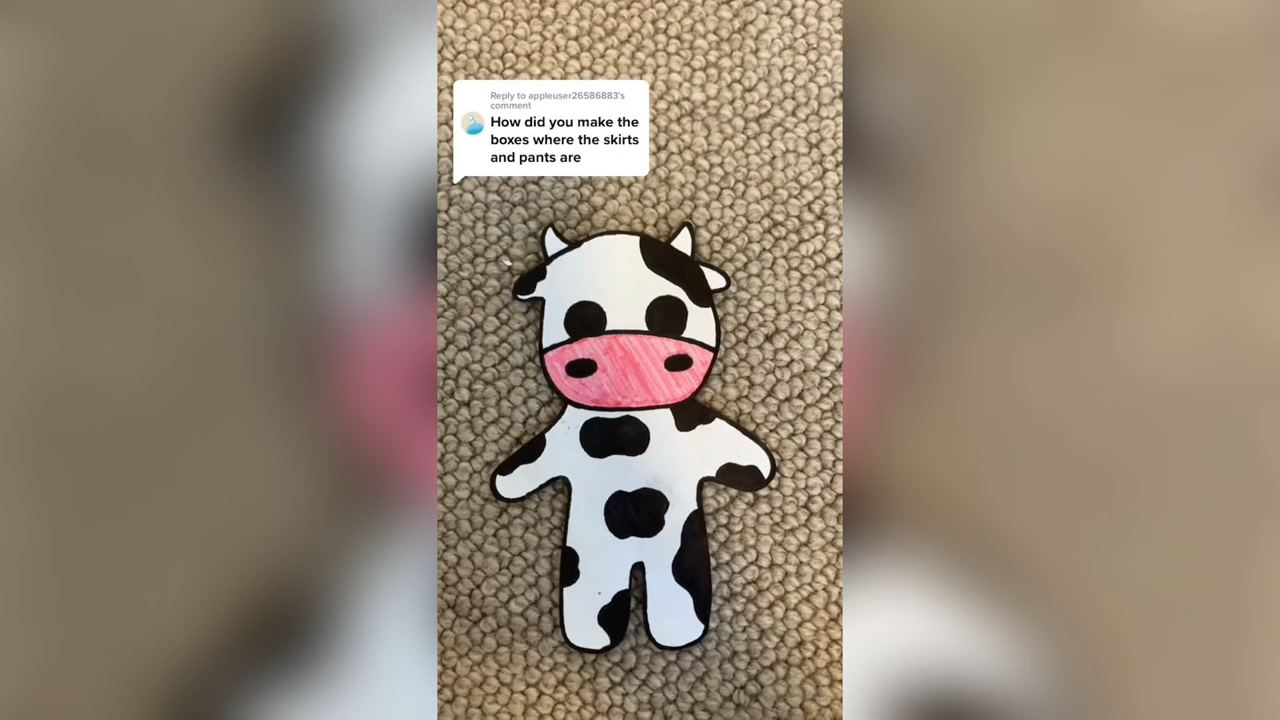 Reply to appleuser26586883's
comment
How did you make the
boxes where the skirts
and pants are